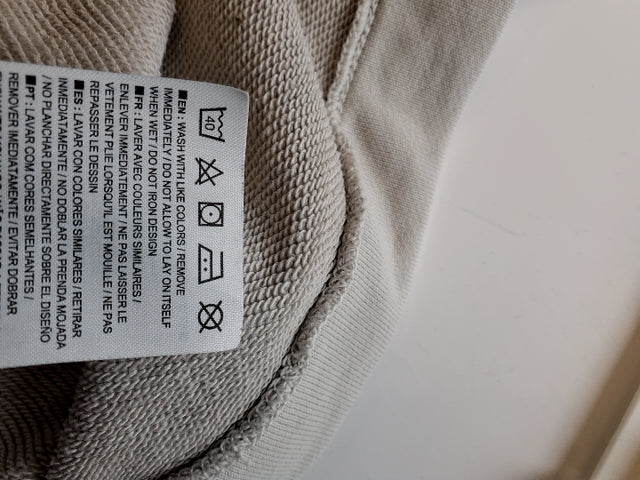 40
■EN : WASH WITH LIKE COLORS / REMOVE
IMMEDIATELY / DO NOT ALLOW TO LAY ON ITSELF
WHEN WET / DO NOT IRON DESIGN
■FR : LAVER AVEC COULEURS SIMILAIRES /
ENLEVER IMMEDIATEMENT / NE PAS LAISSER LE
VETEMENT PLIE LORSQU'IL EST MOUILLE / NE PAS
REPASSER LE DESSIN
■ES : LAVAR CON COLORES SIMILARES / RETIRAR
INMEDIATAMENTE / NO DOBLAR LA PRENDA MOJADA
/ NO PLANCHAR DIRECTAMENTE SOBRE EL DISEÑO
■PT : LAVAR COM CORES SEMELHANTES /
REMOVER IMEDIATAMENTE / EVITAR DOBRAR